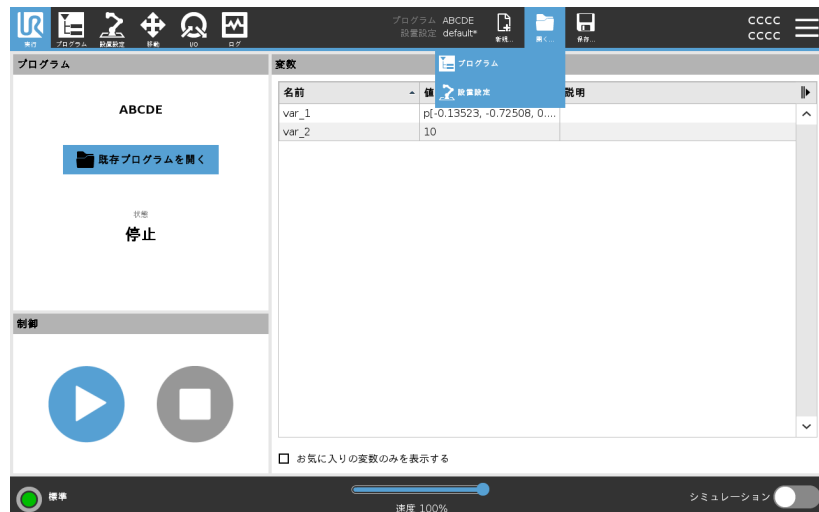 UR
実行
プログラム
設置設定
移動
I/O
ログ
プログラム ABCDE
設置設定 default*
新規...
開く...
保存...
CCCC
CCCC
プログラム
設置設定
プログラム
ABCDE
既存プログラムを開く
状態
停止
制御
変数
名前 値 説明
var_1 p[-0.13523, -0.72508, 0....
var_2 10
お気に入りの変数のみを表示する
標準
速度 100%
シミュレーション